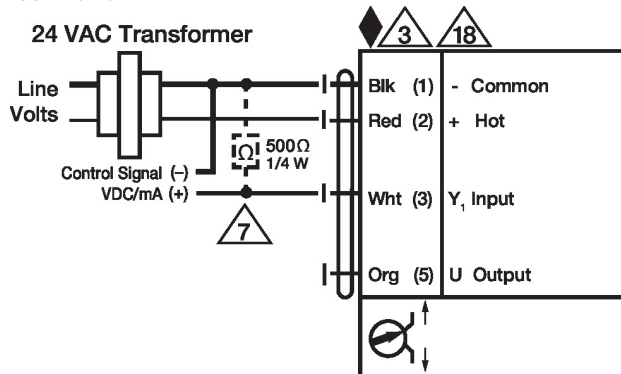 24 VAC Transformer
3
18
Line
Volts
Blk (1) - Common
Red (2) + Hot
Ω
500Ω
1/4 W
Control Signal (–)
VDC/mA (+)
Wht (3) Y1 Input
7
Org (5) U Output